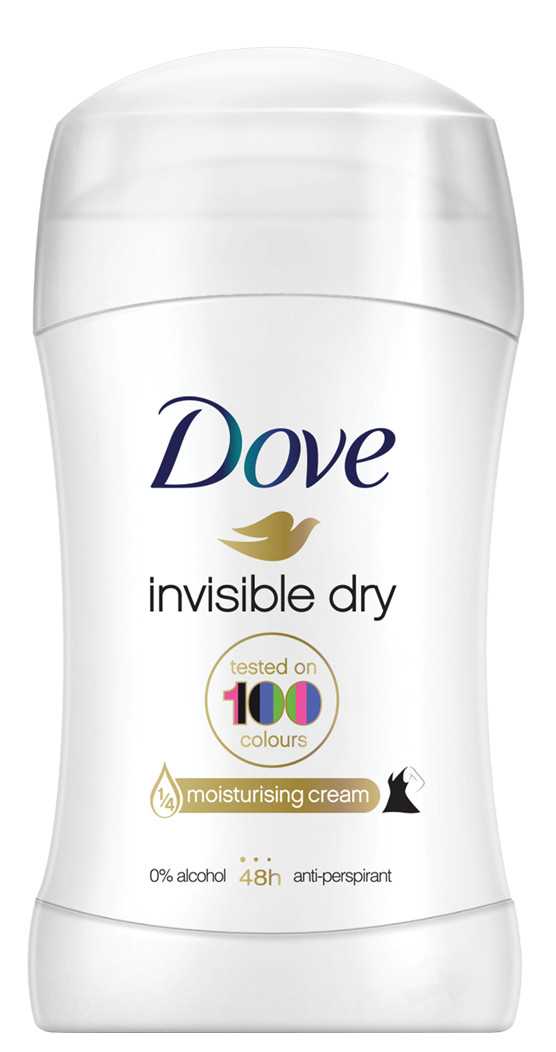 Dove
invisible dry
tested on
100
colours
1/4 moisturising cream
0% alcohol 48h anti-perspirant